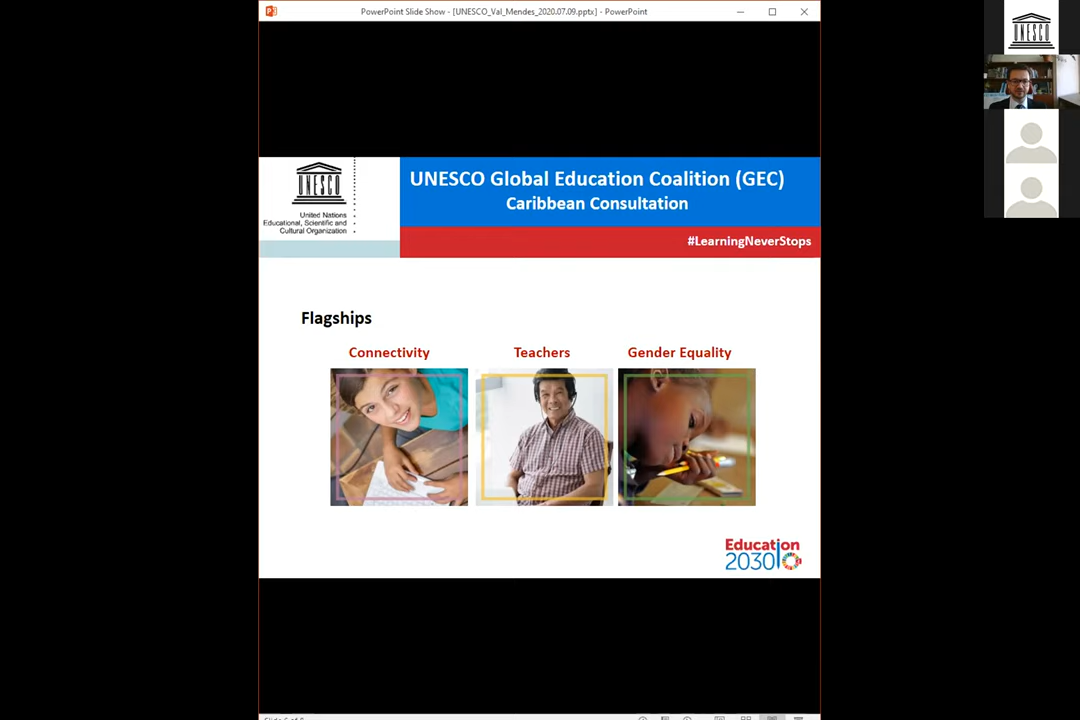 PowerPoint Slide Show - [UNESCO_Val_Mendes_2020.07.09.pptx] - PowerPoint
UNESCO
UNESCO
United Nations
Educational, Scientific and
Cultural Organization
UNESCO Global Education Coalition (GEC)
Caribbean Consultation
#LearningNeverStops
Flagships
Connectivity
Teachers
Gender Equality
Education
2030